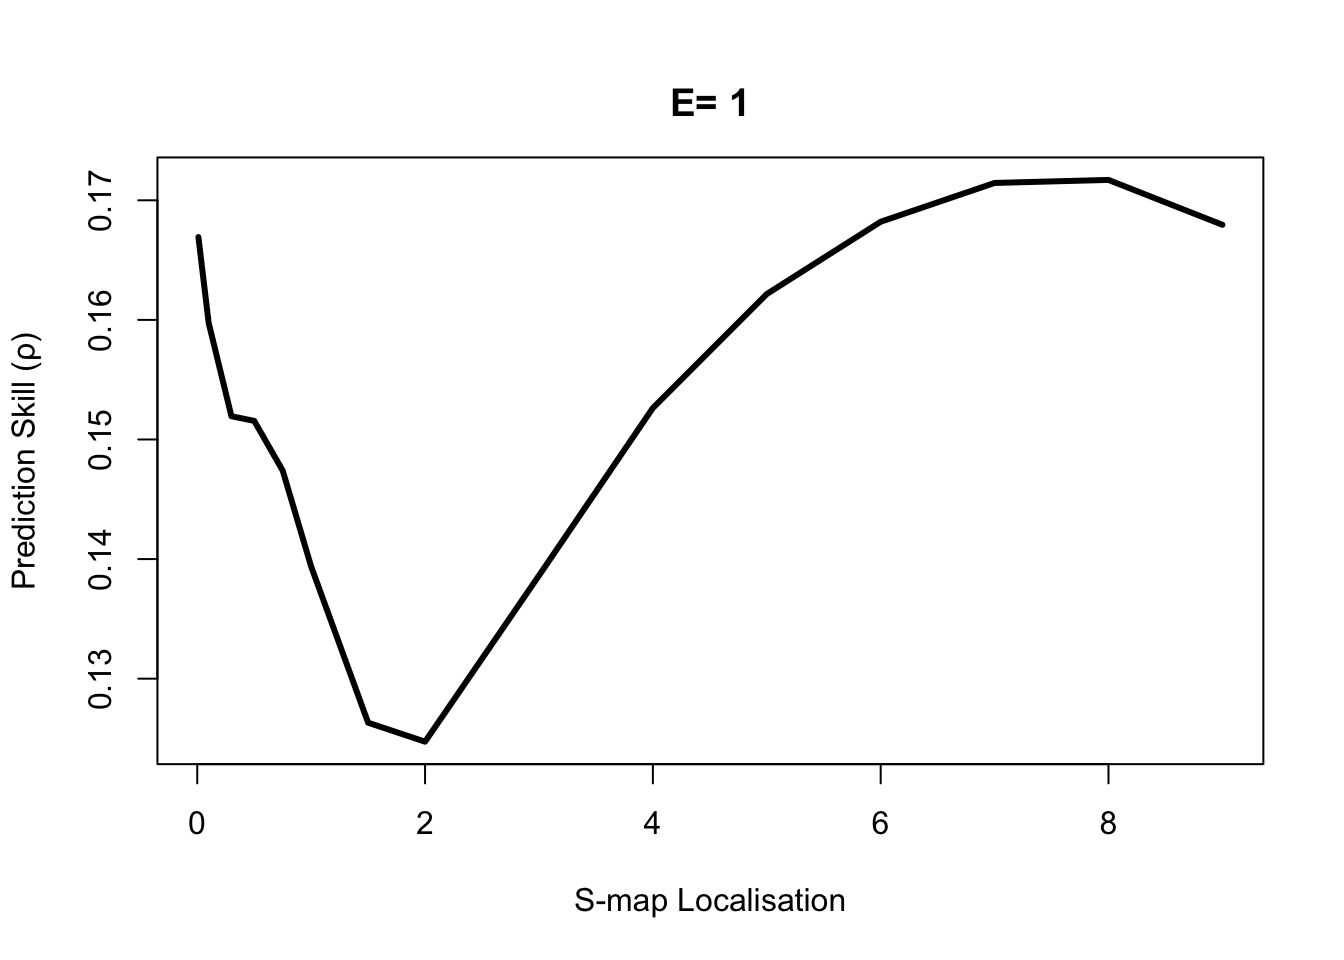 E= 1
Prediction Skill (ρ)
0.17
0.16
0.15
0.14
0.13
0 2 4 6 8
S-map Localisation